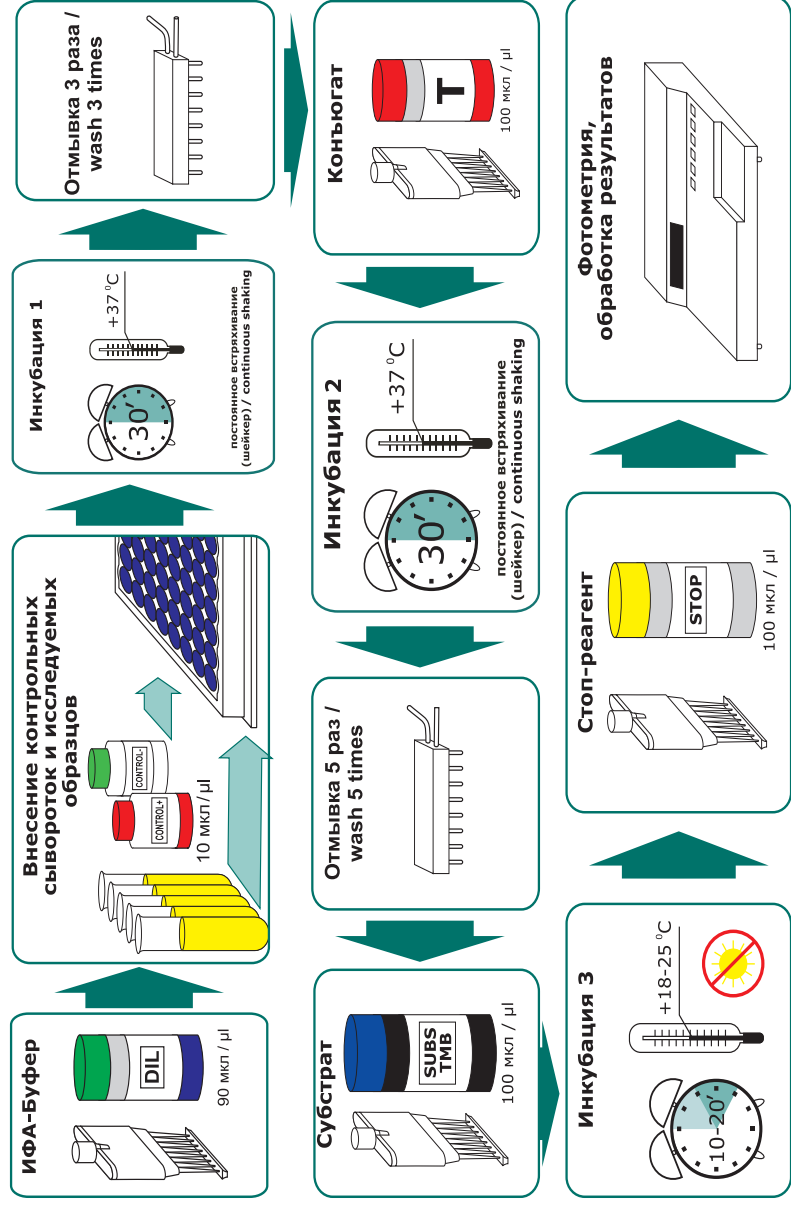 ИФА-Буфер
DIL
90 мкл / µl
Внесение контрольных
сывороток и исследуемых
образцов
CONTROL+
CONTROL-
10 мкл/µl
Инкубация 1
30′
+37 ⁰C
постоянное встряхивание
(шейкер) / continuous shaking
Отмывка 3 раза /
wash 3 times
Конъюгат
T
100 мкл / µl
Инкубация 2
30′
+37 ⁰C
постоянное встряхивание
(шейкер) / continuous shaking
Отмывка 5 раз /
wash 5 times
Субстрат
SUBS
TMB
100 мкл / µl
Инкубация 3
10-20′
+18-25 ⁰C
Стоп-реагент
STOP
100 мкл / µl
Фотометрия,
обработка результатов